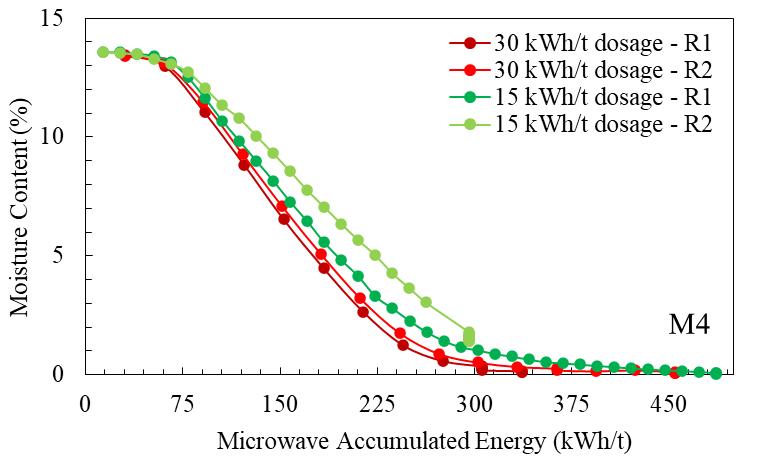 15
30 kWh/t dosage - R1
30 kWh/t dosage - R2
15 kWh/t dosage - R1
15 kWh/t dosage - R2
10
Moisture Content (%)
5
M4
0
0 75 150 225 300 375 450
Microwave Accumulated Energy (kWh/t)